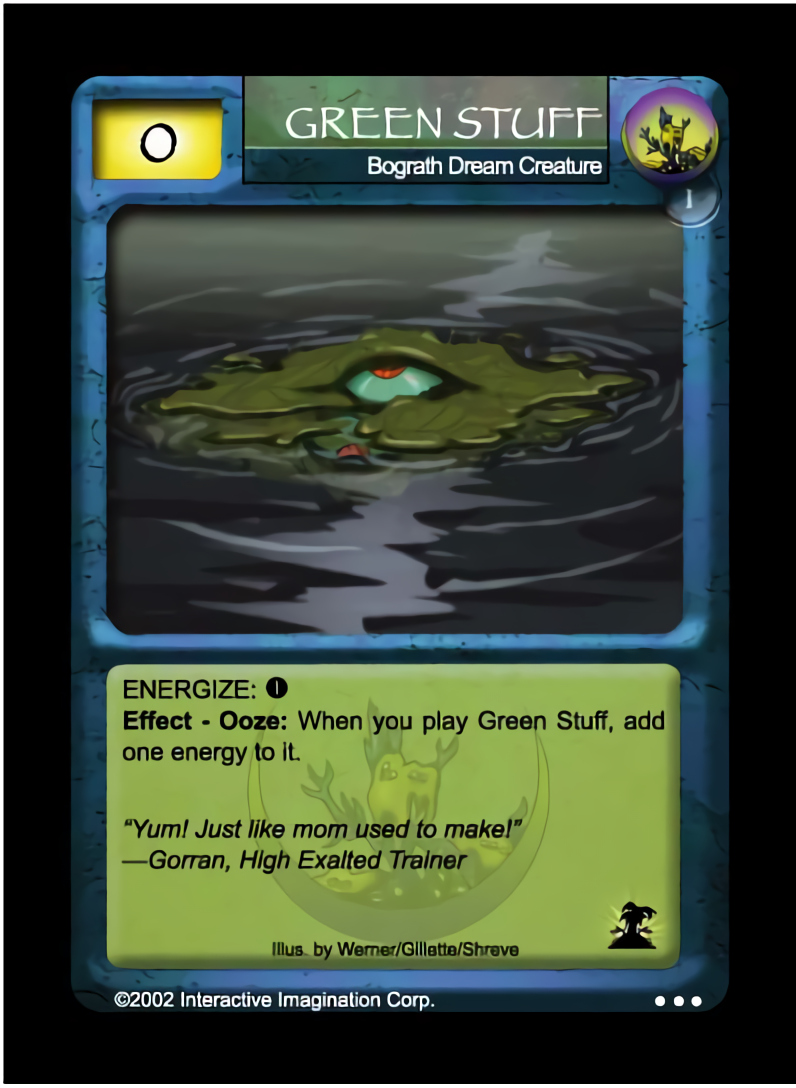 0
GREEN STUFF
Bograth Dream Creature
1
ENERGIZE: 1
Effect - Ooze: When you play Green Stuff, add
one energy to it.
"Yum! Just like mom used to make!"
—Gorran, High Exalted Trainer
Illus. by Werner/Gillette/Shreve
©2002 Interactive Imagination Corp.